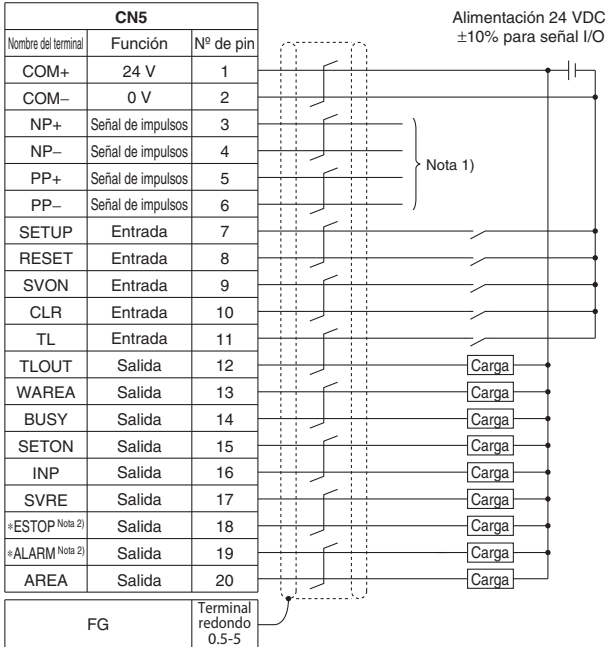 CN5
Alimentación 24 VDC
±10% para señal I/O
Nombre del terminal Función Nº de pin
COM+ 24 V 1
COM− 0 V 2
NP+ Señal de impulsos 3
NP− Señal de impulsos 4
Nota 1)
PP+ Señal de impulsos 5
PP− Señal de impulsos 6
SETUP Entrada 7
RESET Entrada 8
SVON Entrada 9
CLR Entrada 10
TL Entrada 11
TLOUT Salida 12 Carga
WAREA Salida 13 Carga
BUSY Salida 14 Carga
SETON Salida 15 Carga
INP Salida 16 Carga
SVRE Salida 17 Carga
∗ESTOP Nota 2) Salida 18 Carga
∗ALARM Nota 2) Salida 19 Carga
AREA Salida 20 Carga
FG
Terminal
redondo
0.5-5